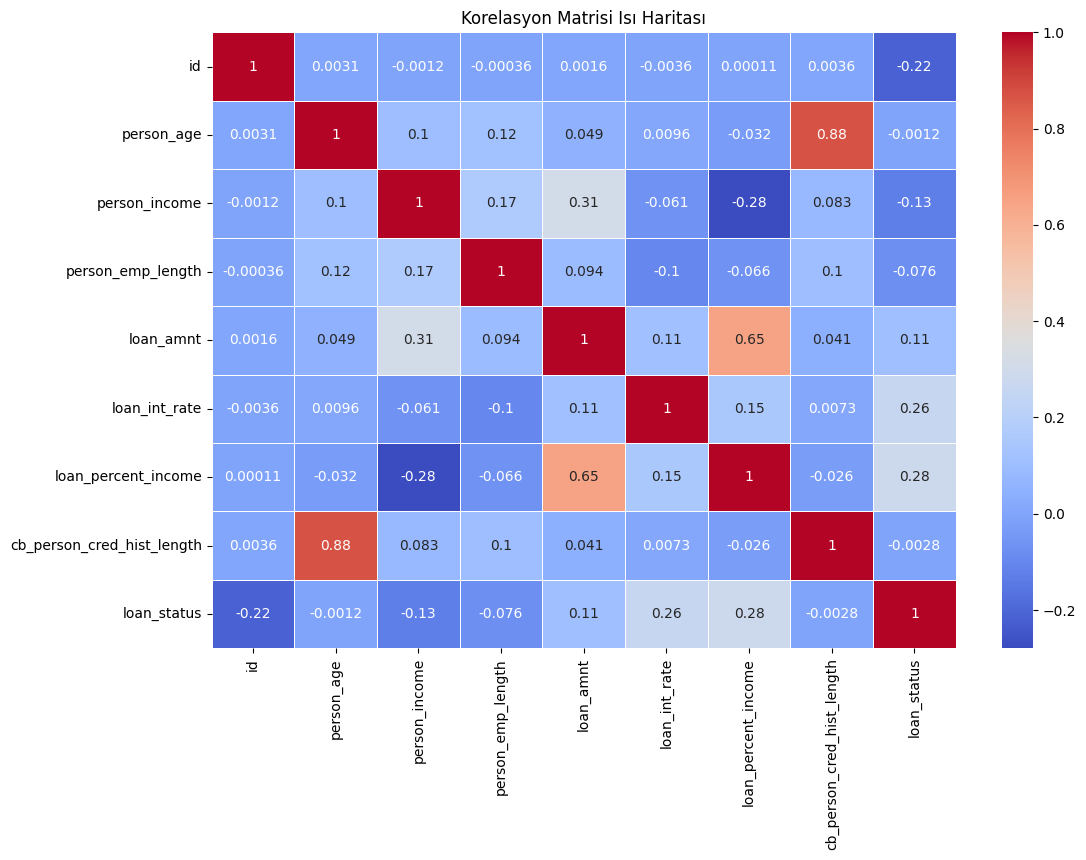 Korelasyon Matrisi Isı Haritası
id 1 0.0031 -0.0012 -0.00036 0.0016 -0.0036 0.00011 0.0036 -0.22
person_age 0.0031 1 0.1 0.12 0.049 0.0096 -0.032 0.88 -0.0012
person_income -0.0012 0.1 1 0.17 0.31 -0.061 -0.28 0.083 -0.13
person_emp_length -0.00036 0.12 0.17 1 0.094 -0.1 -0.066 0.1 -0.076
loan_amnt 0.0016 0.049 0.31 0.094 1 0.11 0.65 0.041 0.11
loan_int_rate -0.0036 0.0096 -0.061 -0.1 0.11 1 0.15 0.0073 0.26
loan_percent_income 0.00011 -0.032 -0.28 -0.066 0.65 0.15 1 -0.026 0.28
cb_person_cred_hist_length 0.0036 0.88 0.083 0.1 0.041 0.0073 -0.026 1 -0.0028
loan_status -0.22 -0.0012 -0.13 -0.076 0.11 0.26 0.28 -0.0028 1
id
person_age
person_income
person_emp_length
loan_amnt
loan_int_rate
loan_percent_income
cb_person_cred_hist_length
loan_status
1.0
0.8
0.6
0.4
0.2
0.0
−0.2